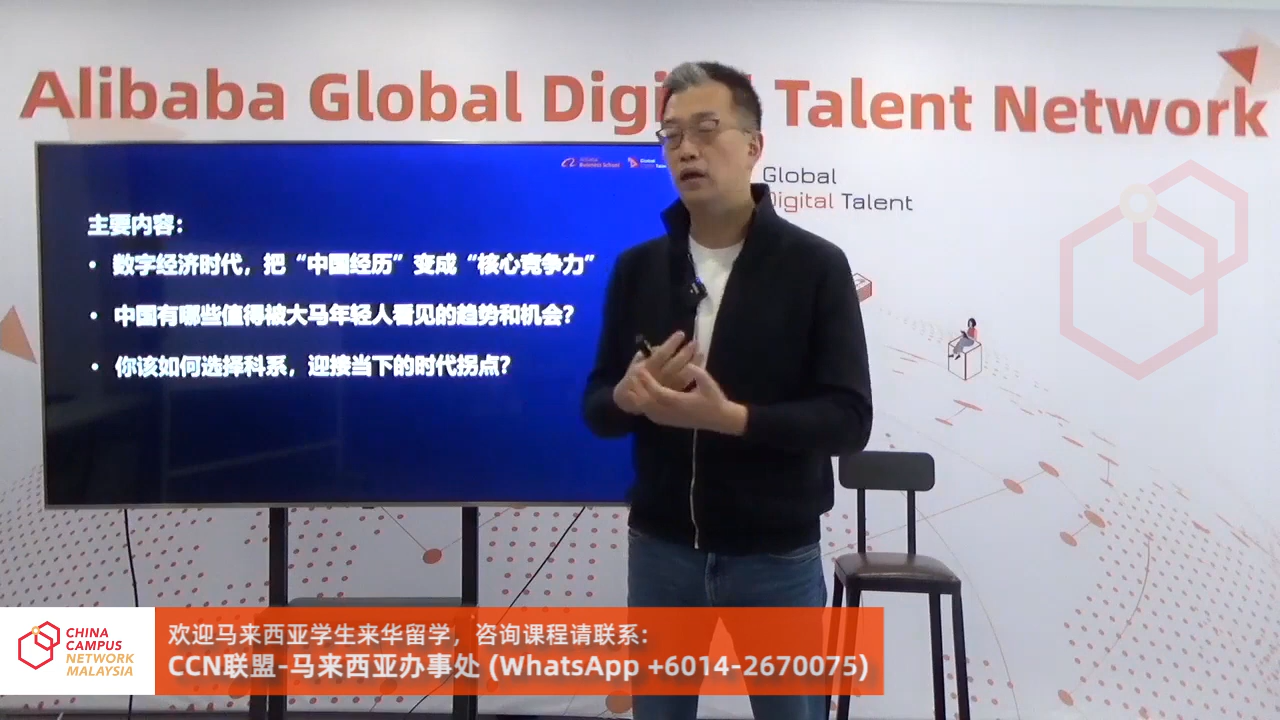 Alibaba Global Digi Talent Network
Business School
Global
Global
Digital Talent
主要内容：
• 数字经济时代，把“中国经历”变成“核心竞争力”
• 中国有哪些值得被大马年轻人看见的趋势和机会？
• 你该如何选择科系，迎接当下的时代拐点？
CHINA
CAMPUS
NETWORK
MALAYSIA
欢迎马来西亚学生来华留学，咨询课程请联系：
CCN联盟-马来西亚办事处 (WhatsApp +6014-2670075)